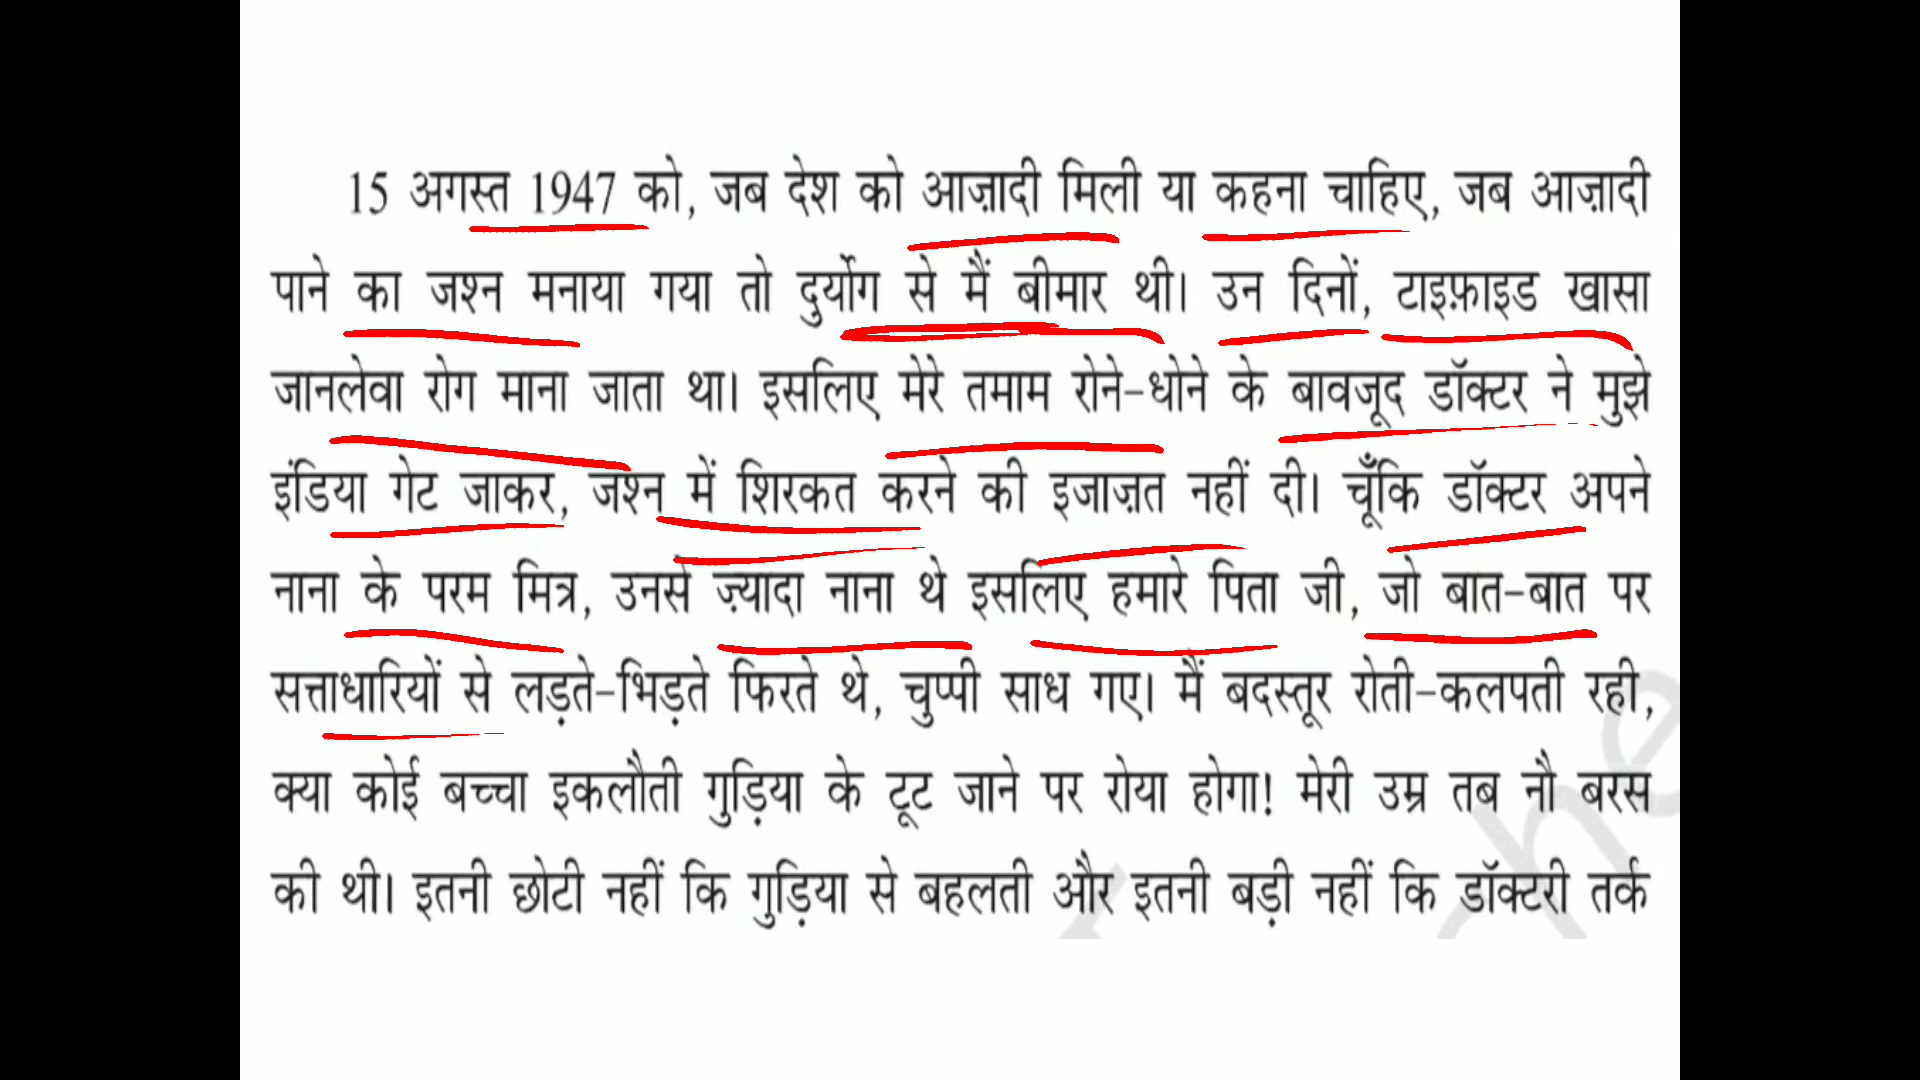 15 अगस्त 1947 को, जब देश को आज़ादी मिली या कहना चाहिए, जब आज़ादी
पाने का जश्न मनाया गया तो दुर्योग से मैं बीमार थी। उन दिनों, टाइफ़ाइड खासा
जानलेवा रोग माना जाता था। इसलिए मेरे तमाम रोने-धोने के बावजूद डॉक्टर ने मुझे
इंडिया गेट जाकर, जश्न में शिरकत करने की इजाज़त नहीं दी। चूँकि डॉक्टर अपने
नाना के परम मित्र, उनसे ज़्यादा नाना थे इसलिए हमारे पिता जी, जो बात-बात पर
सत्ताधारियों से लड़ते-भिड़ते फिरते थे, चुप्पी साध गए। मैं बदस्तूर रोती-कलपती रही,
क्या कोई बच्चा इकलौती गुड़िया के टूट जाने पर रोया होगा! मेरी उम्र तब नौ बरस
की थी। इतनी छोटी नहीं कि गुड़िया से बहलती और इतनी बड़ी नहीं कि डॉक्टरी तर्क